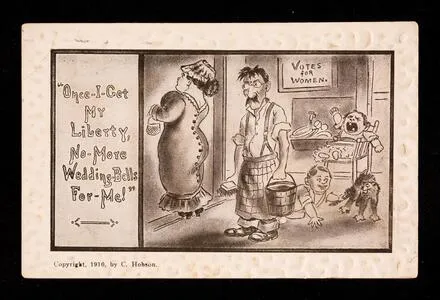 "Once-I-Get
My
Liberty,
No-More
Wedding-Bells
For-Me!"
VOTES
FOR
WOMEN.
Copyright, 1910, by C. Hobson.